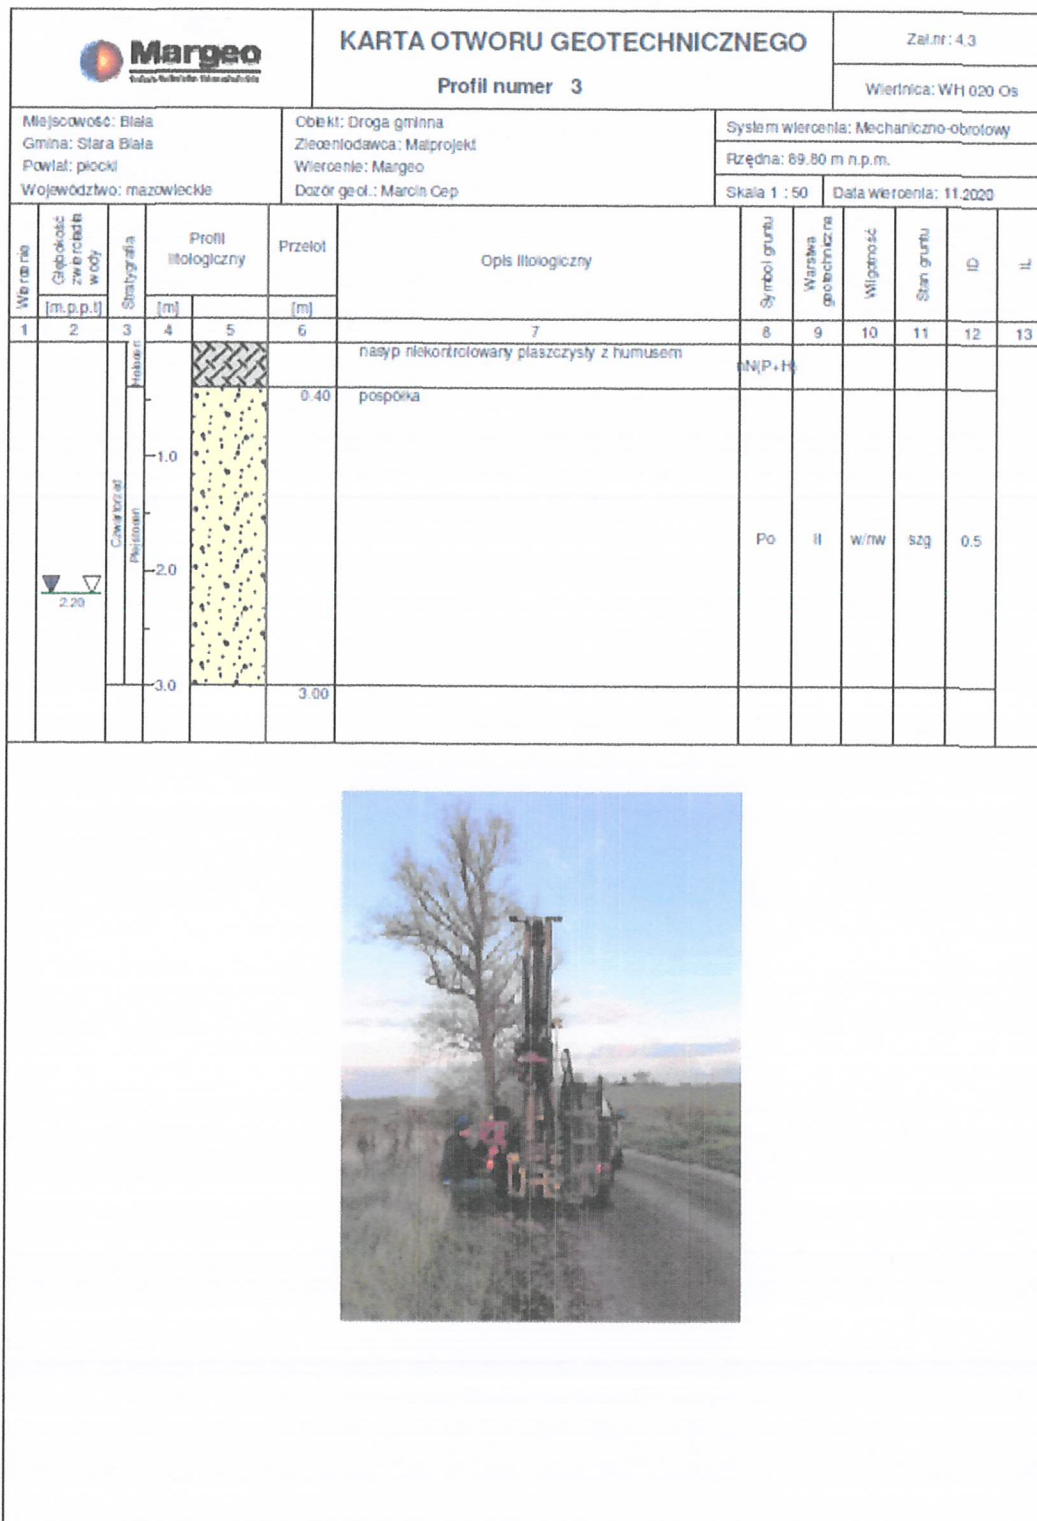 Margeo
KARTA OTWORU GEOTECHNICZNEGO
Profil numer 3
Zał.nr: 4.3
Wiertnica: WH 020 Os
Miejscowość: Biała
Gmina: Stara Biała
Powiat: płocki
Województwo: mazowieckie
Obiekt: Droga gminna
Zleceniodawca: Malprojekt
Wiercenie: Margeo
Dozór geol.: Marcin Cep
System wiercenia: Mechaniczno-obrotowy
Rzędna: 89.80 m n.p.m.
Skala 1 : 50
Data wiercenia: 11.2020
Wiercenie
Głębokość zwierciadła wody
[m.p.p.t]
Stratygrafia
Profil litologiczny
[m]
Przelot
[m]
Opis litologiczny
Symbol gruntu
Warstwa geotechniczna
Wilgotność
Stan gruntu
ID
IL
1 2 3 4 5 6 7 8 9 10 11 12 13
Holocen
nasyp niekontrolowany piaszczysty z humusem
nN(P+H)
0.40
pospółka
1.0
Czwartorzęd
Plejstocen
Po II w/nw szg 0.5
2.0
2.20
3.0
3.00